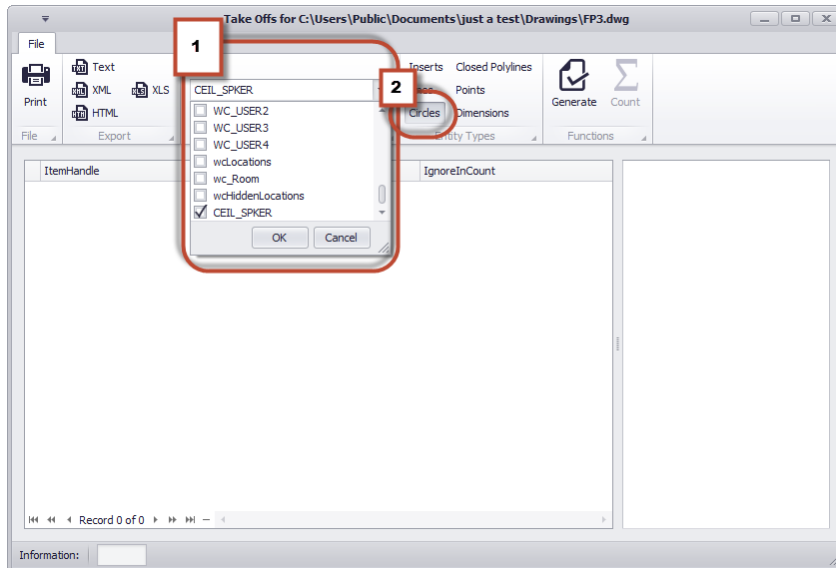 Take Offs for C:\Users\Public\Documents\just a test\Drawings\FP3.dwg
File
1
Text
XML XLS
HTML
Print
File
Export
CEIL_SPKER
WC_USER2
WC_USER3
WC_USER4
wcLocations
wc_Room
wcHiddenLocations
CEIL_SPKER
OK Cancel
2
Inserts Closed Polylines
Points
Circles Dimensions
Entity Types
Generate Count
Functions
ItemHandle
IgnoreInCount
Record 0 of 0
Information: